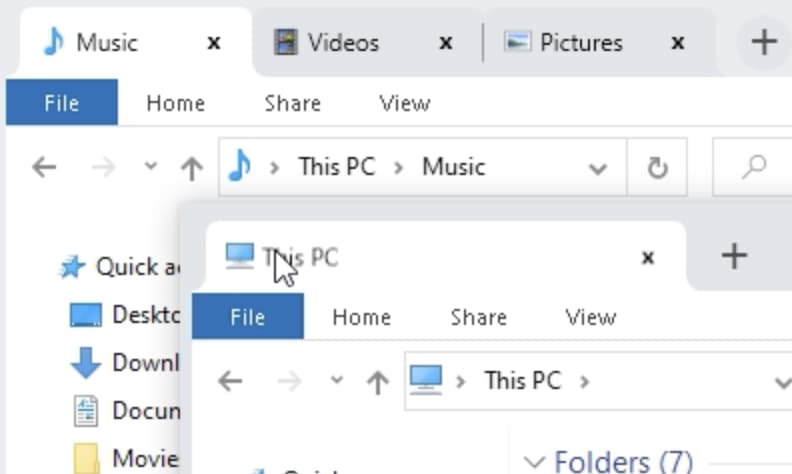 Music x Videos x Pictures x +
File Home Share View
This PC > Music
Quick a
This PC x +
Deskto
File Home Share View
Downl
This PC >
Docum
Movie
Folders (7)